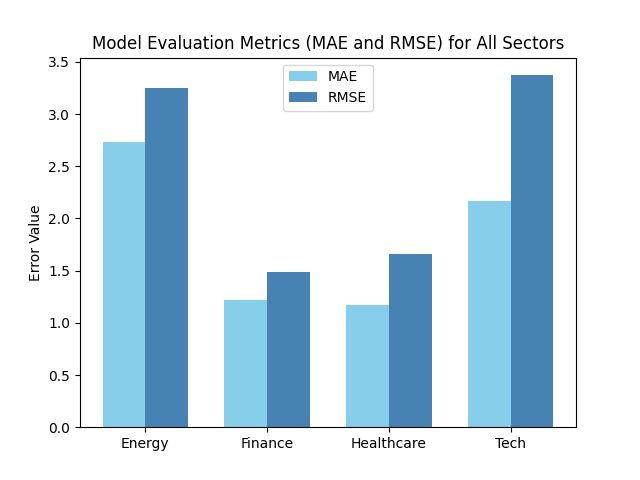 Model Evaluation Metrics (MAE and RMSE) for All Sectors
MAE
RMSE
Error Value
3.5
3.0
2.5
2.0
1.5
1.0
0.5
0.0
Energy
Finance
Healthcare
Tech